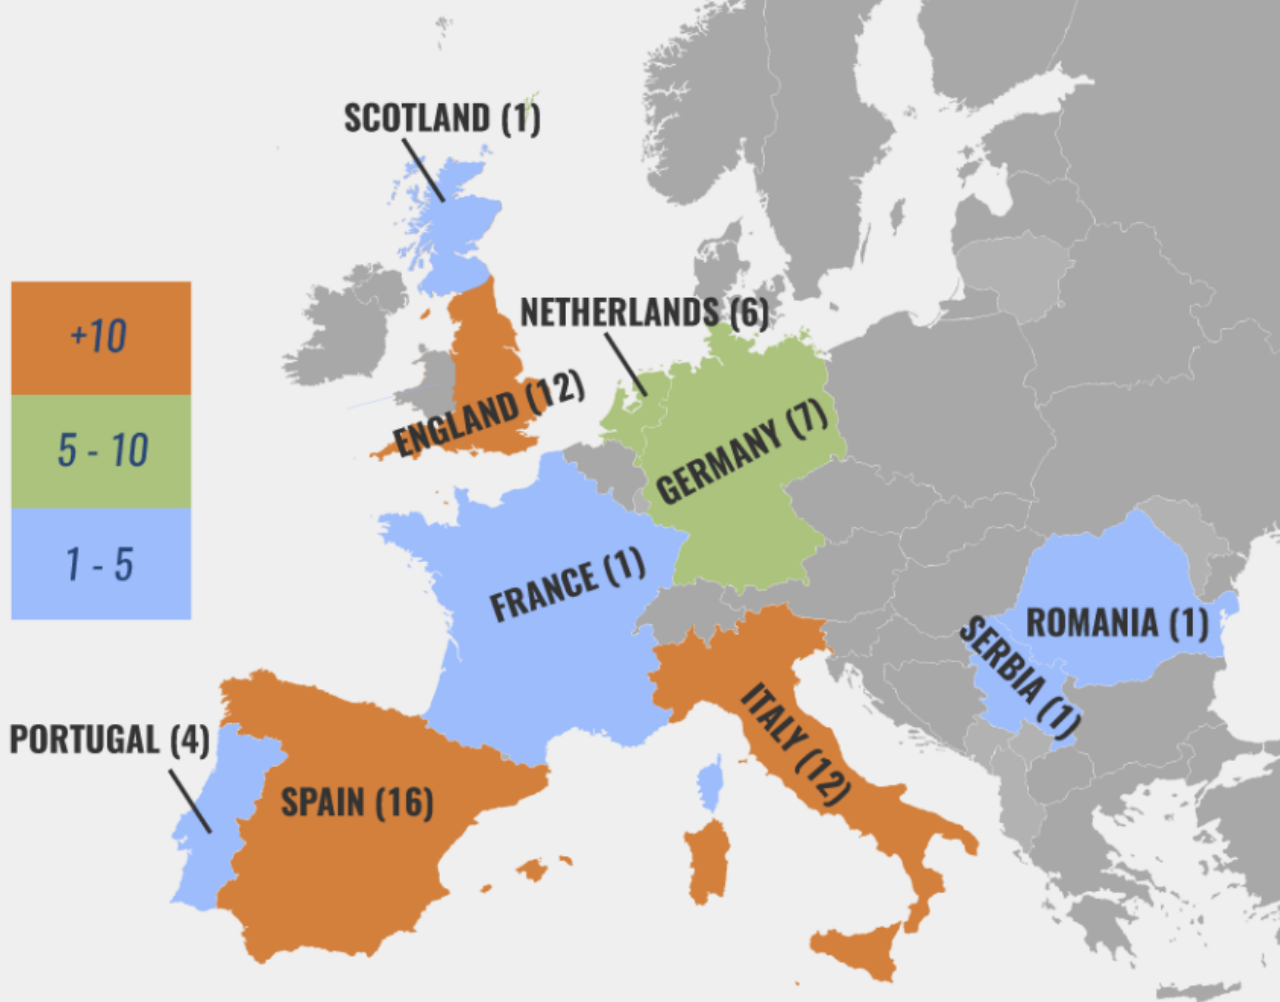 SCOTLAND (1)
NETHERLANDS (6)
+10
5 - 10
1 - 5
ENGLAND (12)
GERMANY (7)
FRANCE (1)
ROMANIA (1)
SERBIA (1)
ITALY (12)
PORTUGAL (4)
SPAIN (16)